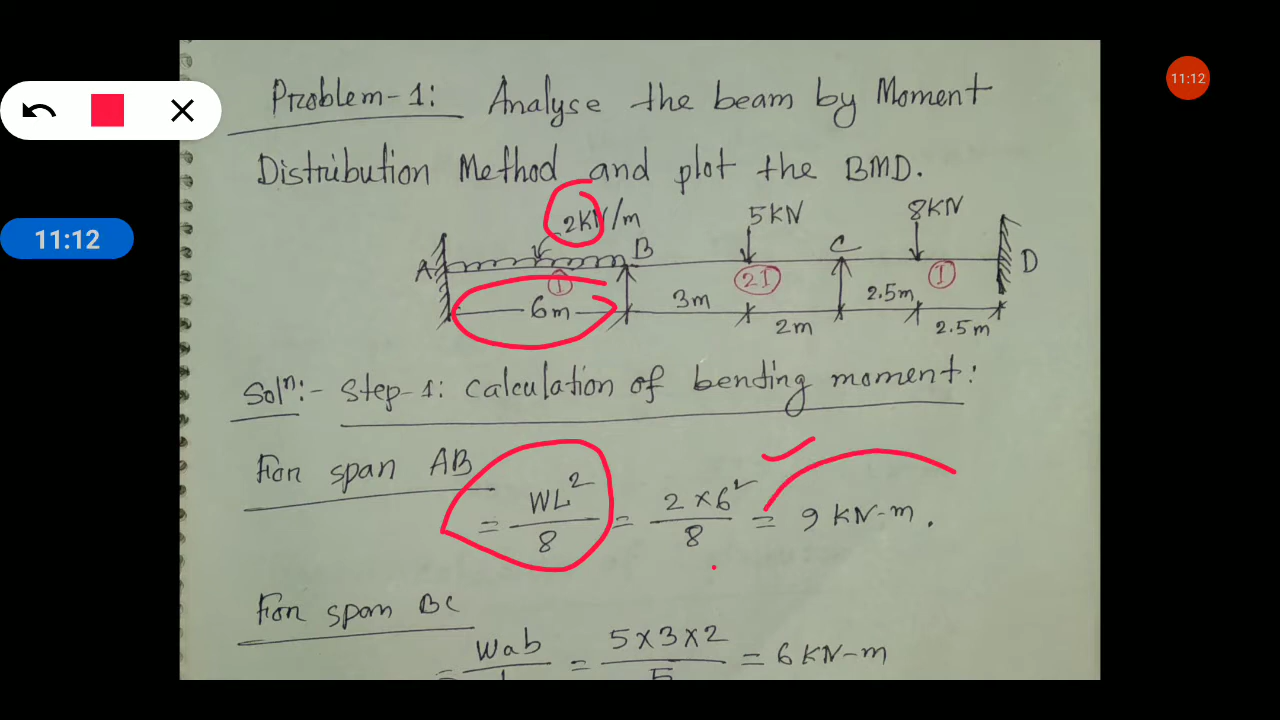 11:12
11:12
Problem-1: Analyse the beam by Moment
Distribution Method and plot the BMD.
2KN/m
5KN
8KN
A
B
C
D
I
2I
I
6m
3m
2m
2.5m
2.5m
Solⁿ:- Step-1: Calculation of bending moment:
For span AB
= WL²/8 = 2×6²/8 = 9 KN-m.
For span BC
= Wab/L = 5×3×2/5 = 6 KN-m